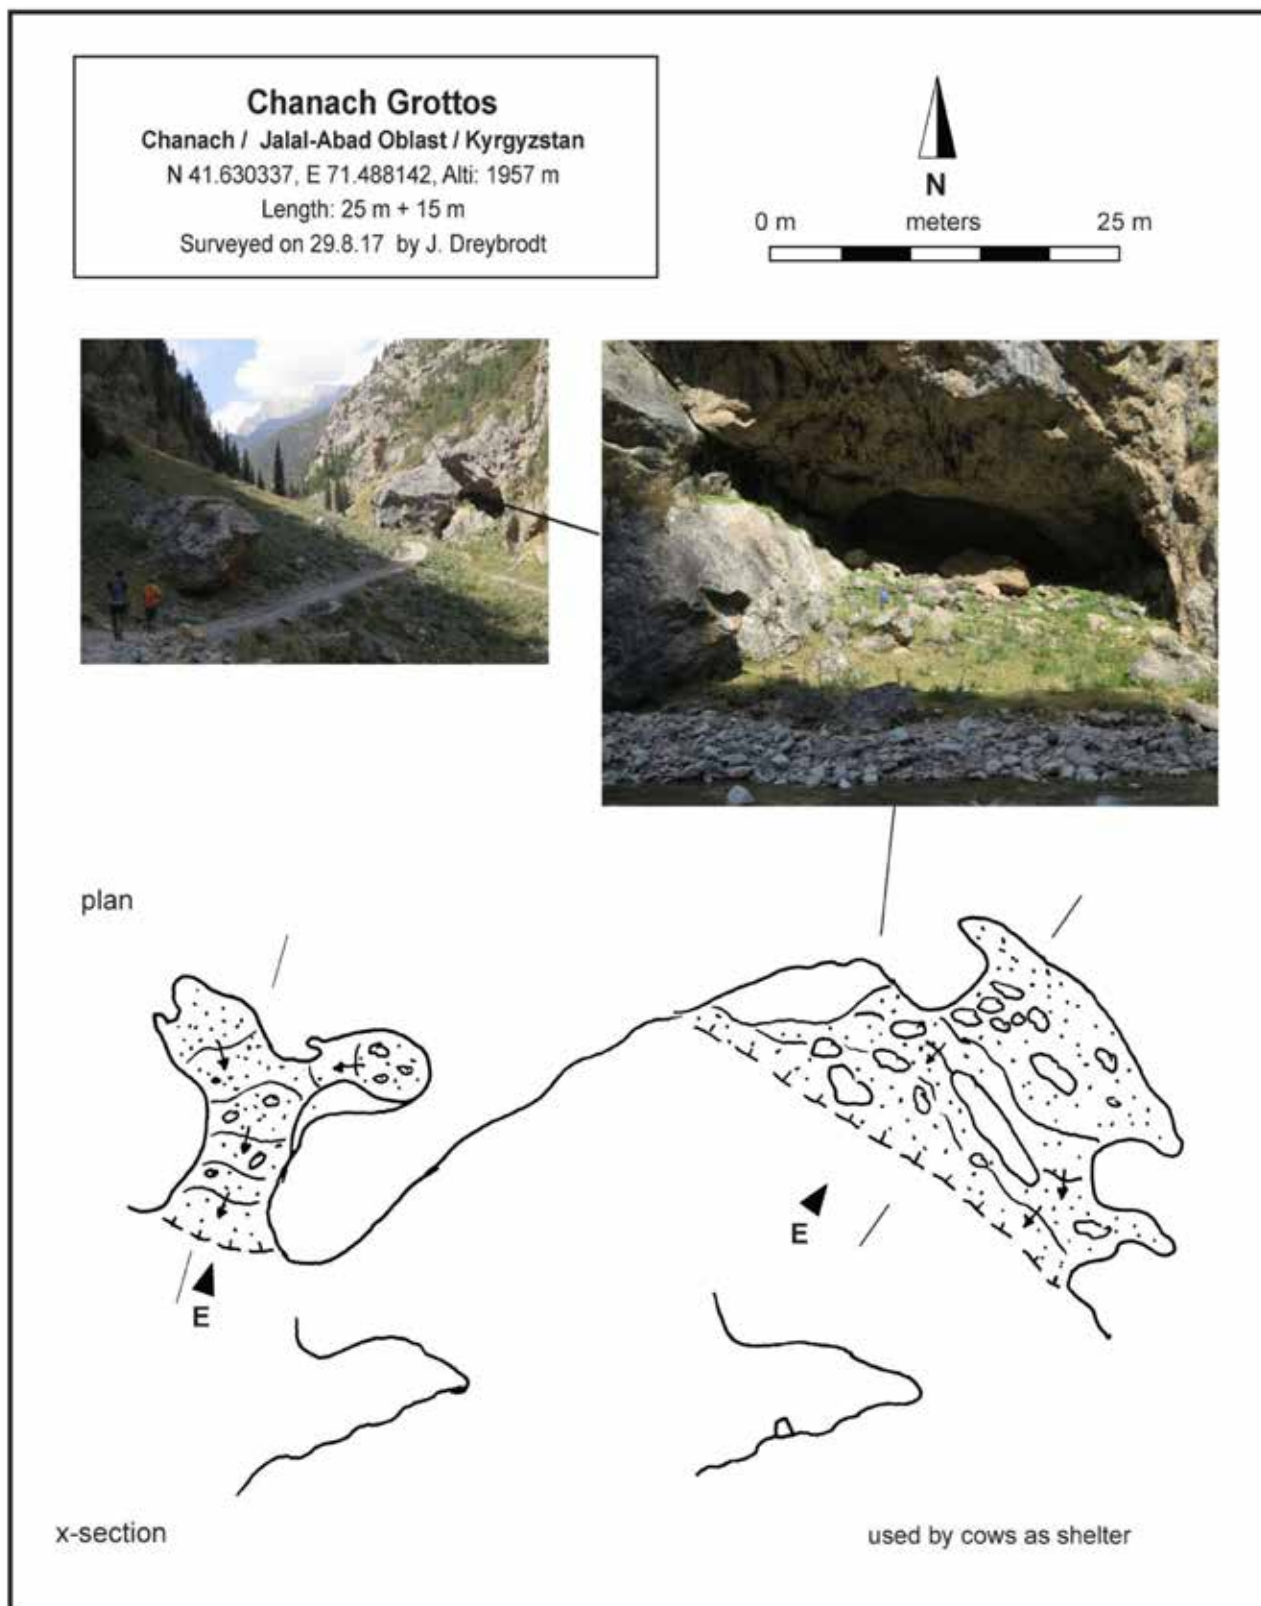 Chanach Grottos
Chanach / Jalal-Abad Oblast / Kyrgyzstan
N 41.630337, E 71.488142, Alti: 1957 m
Length: 25 m + 15 m
Surveyed on 29.8.17 by J. Dreybrodt
N
0 m meters 25 m
plan
E
E
x-section
used by cows as shelter